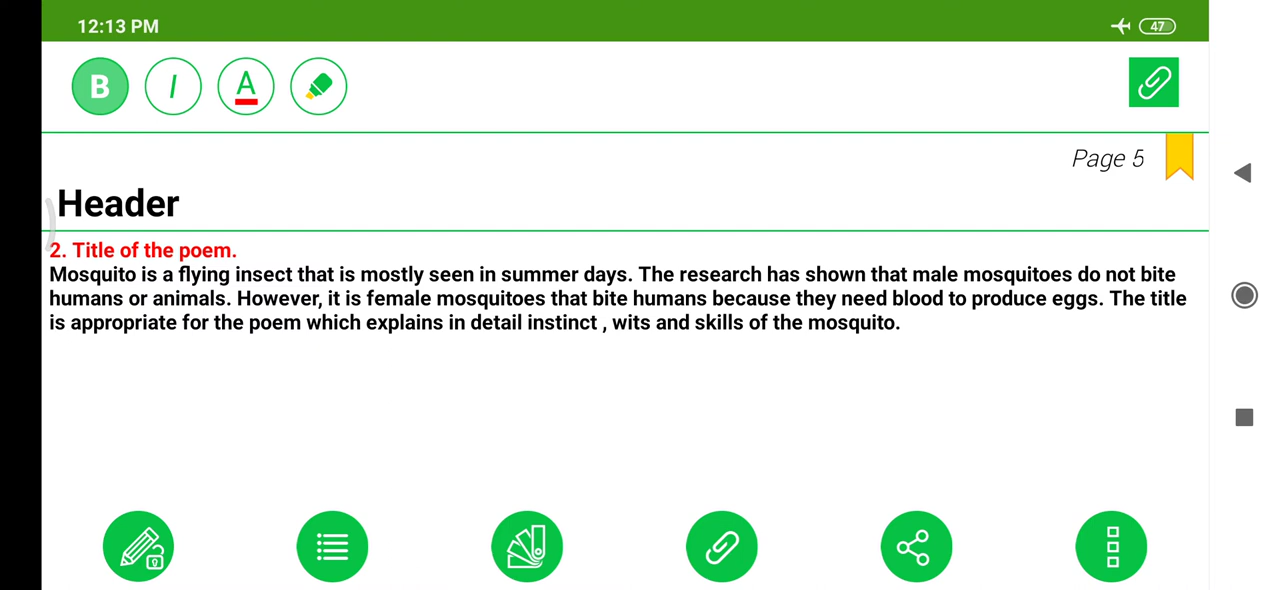 12:13 PM
47
B
I
A
Page 5
Header
2. Title of the poem.
Mosquito is a flying insect that is mostly seen in summer days. The research has shown that male mosquitoes do not bite
humans or animals. However, it is female mosquitoes that bite humans because they need blood to produce eggs. The title
is appropriate for the poem which explains in detail instinct , wits and skills of the mosquito.